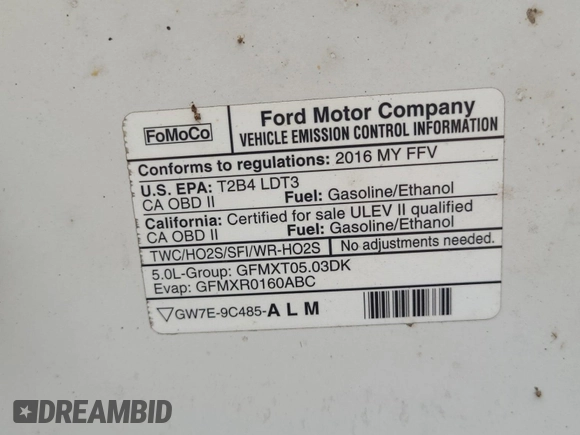 FoMoCo
Ford Motor Company
VEHICLE EMISSION CONTROL INFORMATION
Conforms to regulations: 2016 MY FFV
U.S. EPA: T2B4 LDT3
CA OBD II Fuel: Gasoline/Ethanol
California: Certified for sale ULEV II qualified
CA OBD II Fuel: Gasoline/Ethanol
TWC/HO2S/SFI/WR-HO2S No adjustments needed.
5.0L-Group: GFMXT05.03DK
Evap: GFMXR0160ABC
GW7E-9C485-A L M
DREAMBID